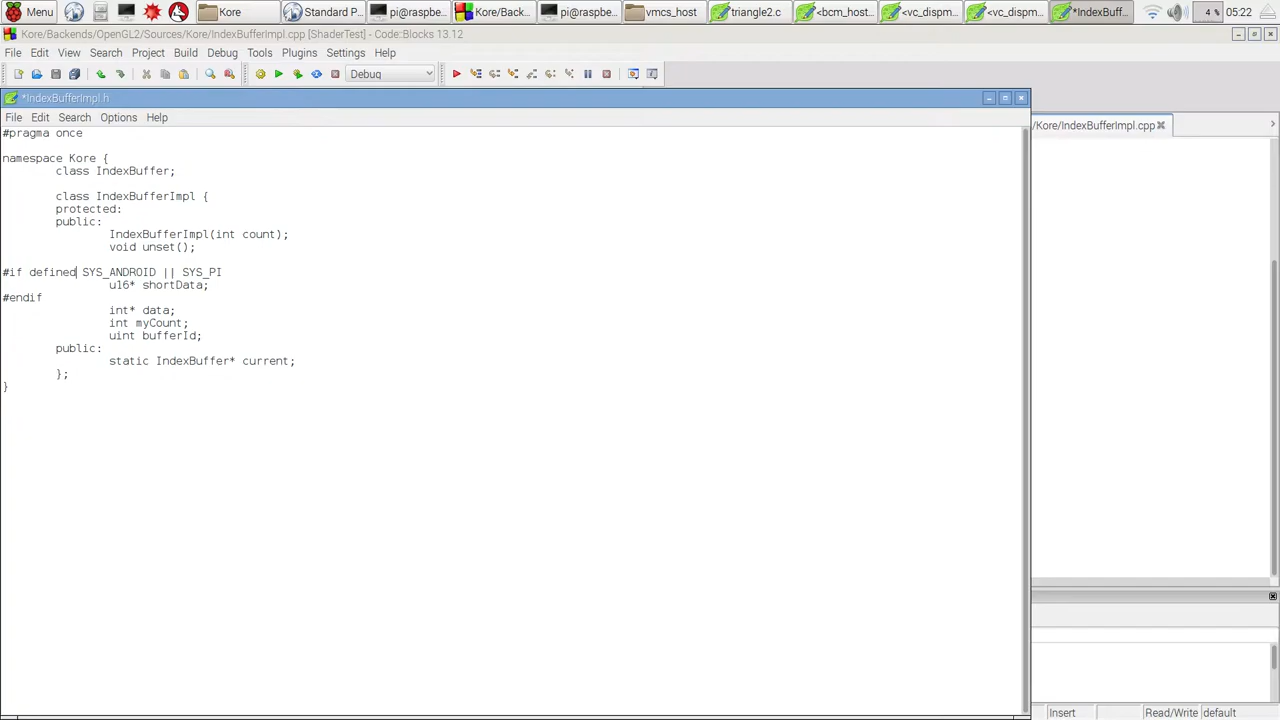 Menu Kore Standard P... pi@raspbe... Kore/Back... pi@raspbe... vmcs_host triangle2.c <bcm_host... <vc_dispm... <vc_dispm... *IndexBuff... 4 % 05:22
Kore/Backends/OpenGL2/Sources/Kore/IndexBufferImpl.cpp [ShaderTest] - Code::Blocks 13.12
File Edit View Search Project Build Debug Tools Plugins Settings Help
Debug
*IndexBufferImpl.h
File Edit Search Options Help
/Kore/IndexBufferImpl.cpp
#pragma once
namespace Kore {
class IndexBuffer;
class IndexBufferImpl {
protected:
public:
IndexBufferImpl(int count);
void unset();
#if defined SYS_ANDROID || SYS_PI
u16* shortData;
#endif
int* data;
int myCount;
uint bufferId;
public:
static IndexBuffer* current;
};
}
Insert Read/Write default